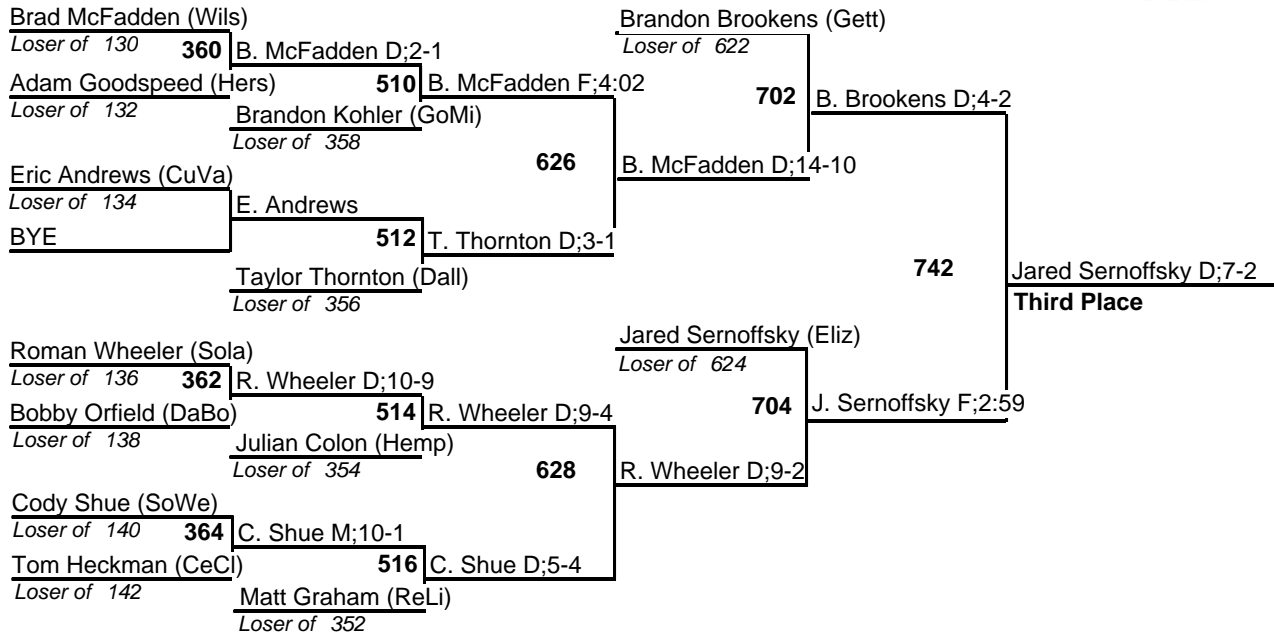 Brad McFadden (Wils)
Loser of 130
360
B. McFadden D;2-1
Adam Goodspeed (Hers)
Loser of 132
510
B. McFadden F;4:02
Brandon Kohler (GoMi)
Loser of 358
626
Eric Andrews (CuVa)
Loser of 134
E. Andrews
BYE
512
T. Thornton D;3-1
Taylor Thornton (Dall)
Loser of 356
Brandon Brookens (Gett)
Loser of 622
702
B. Brookens D;4-2
B. McFadden D;14-10
742
Jared Sernoffsky D;7-2
Third Place
Roman Wheeler (Sola)
Loser of 136
362
R. Wheeler D;10-9
Bobby Orfield (DaBo)
Loser of 138
514
R. Wheeler D;9-4
Julian Colon (Hemp)
Loser of 354
628
Cody Shue (SoWe)
Loser of 140
364
C. Shue M;10-1
Tom Heckman (CeCl)
Loser of 142
516
C. Shue D;5-4
Matt Graham (ReLi)
Loser of 352
Jared Sernoffsky (Eliz)
Loser of 624
704
J. Sernoffsky F;2:59
R. Wheeler D;9-2